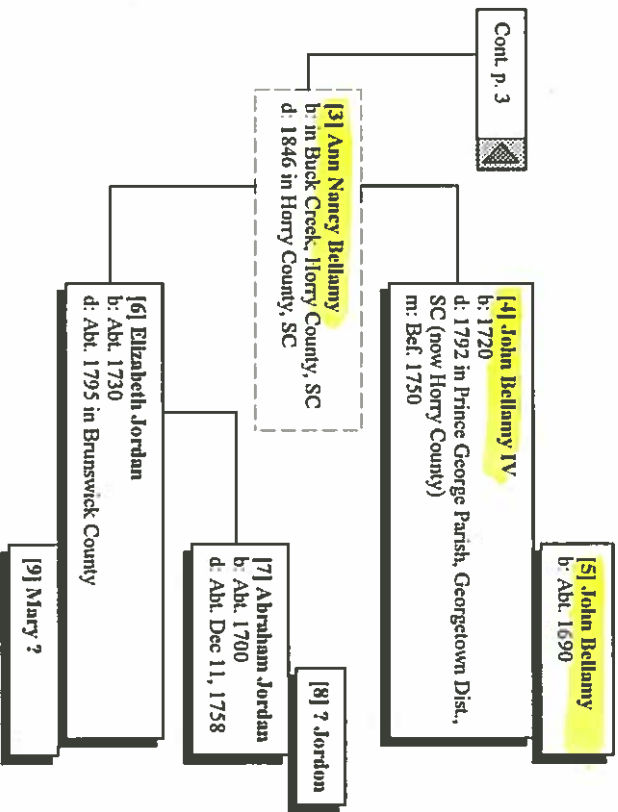 Cont. p. 3
[3] Ann Nancy Bellamy
b: in Buck Creek, Horry County, SC
d: 1846 in Horry County, SC
[4] John Bellamy IV
b: 1720
d: 1792 in Prince George Parish, Georgetown Dist.,
SC (now Horry County)
m: Bef. 1750
[5] John Bellamy
b: Abt. 1690
[6] Elizabeth Jordan
b: Abt. 1730
d: Abt. 1795 in Brunswick County
[7] Abraham Jordan
b: Abt. 1700
d: Abt. Dec 11, 1758
[8] ? Jordon
[9] Mary ?